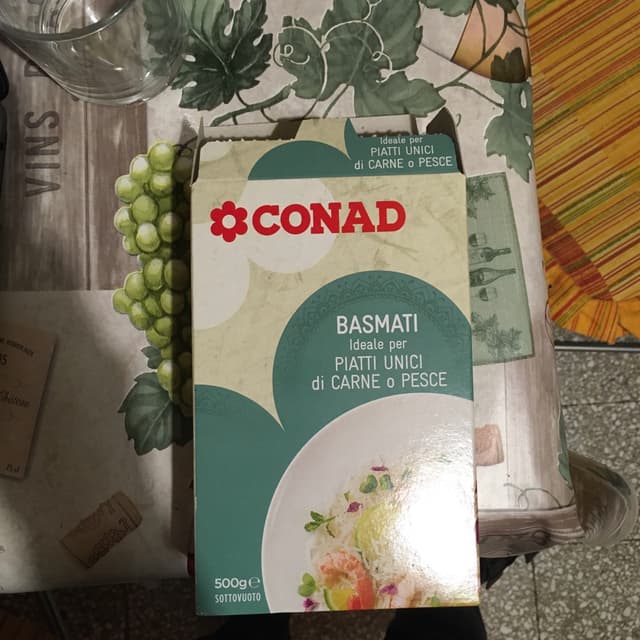 VINS
Ideale per
PIATTI UNICI
di CARNE o PESCE
CONAD
BASMATI
Ideale per
PIATTI UNICI
di CARNE o PESCE
500g e
SOTTOVUOTO